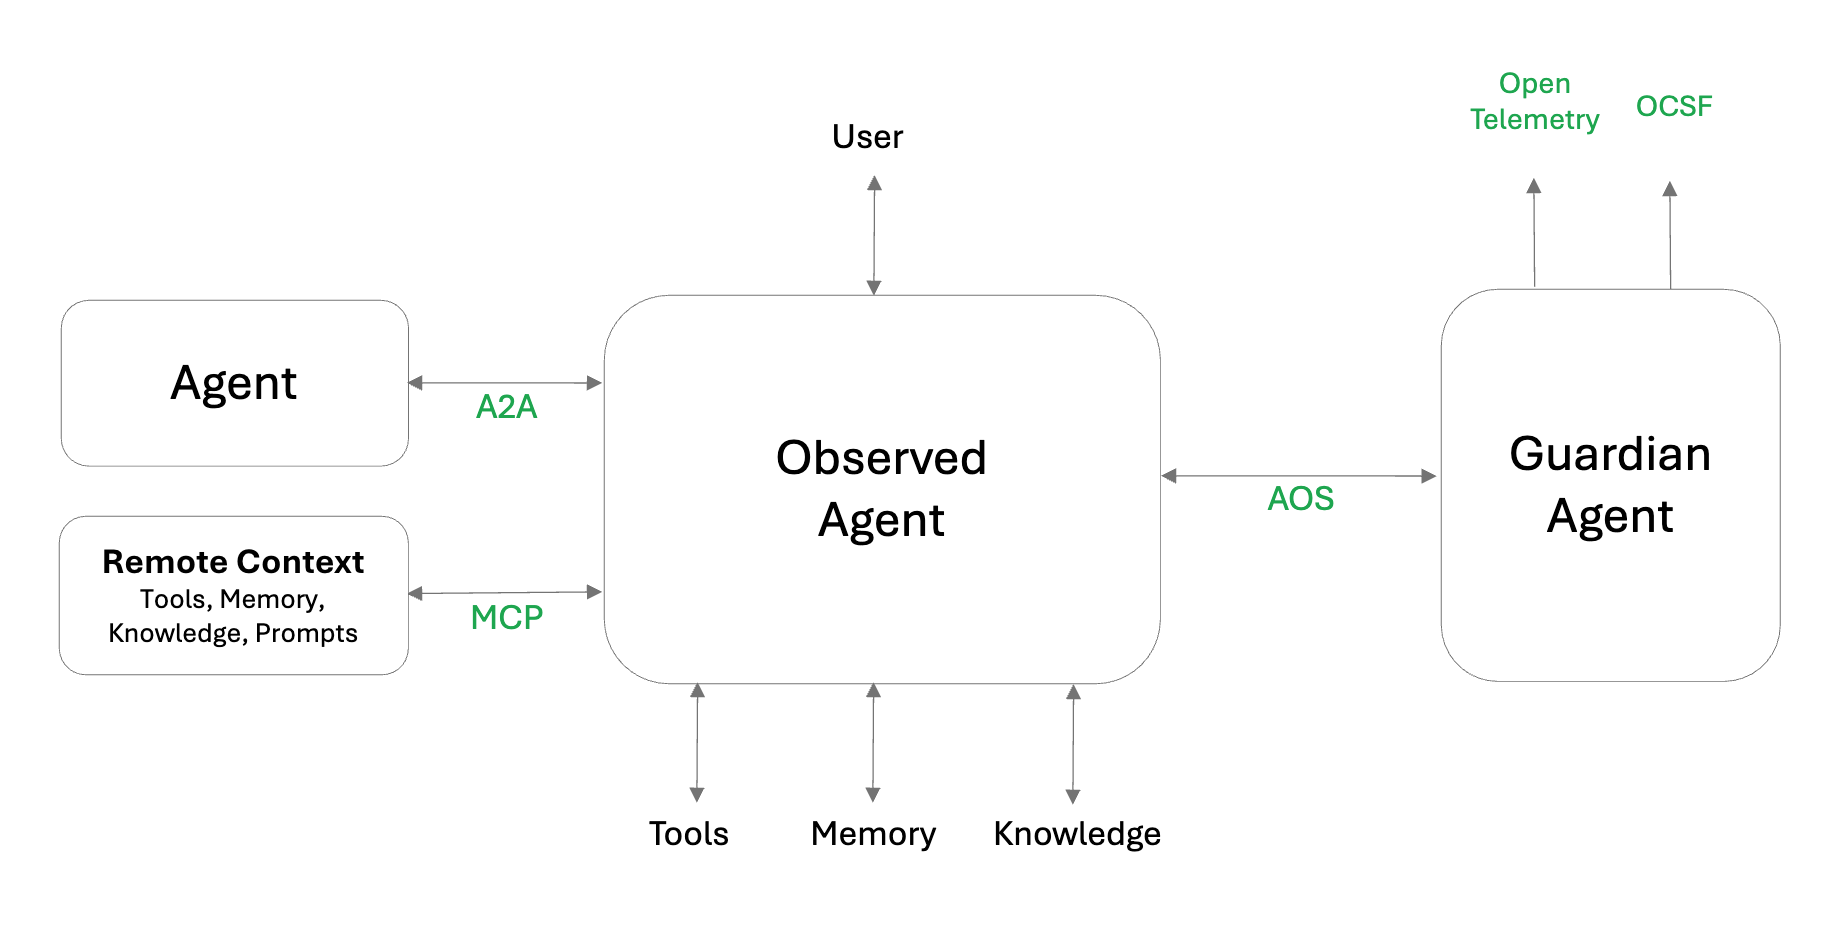 Open
Telemetry
OCSF
User
Agent
A2A
Observed
Agent
Guardian
Agent
AOS
Remote Context
Tools, Memory,
Knowledge, Prompts
MCP
Tools
Memory
Knowledge